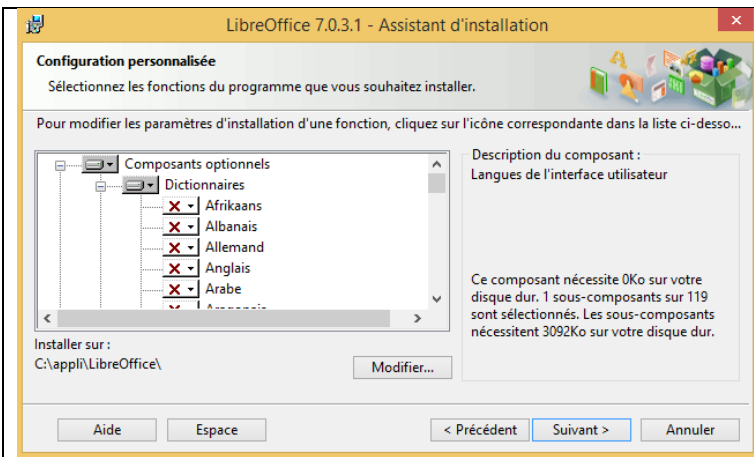 LibreOffice 7.0.3.1 - Assistant d'installation
Configuration personnalisée
Sélectionnez les fonctions du programme que vous souhaitez installer.
Pour modifier les paramètres d'installation d'une fonction, cliquez sur l'icône correspondante dans la liste ci-desso...
Composants optionnels
Dictionnaires
Afrikaans
Albanais
Allemand
Anglais
Arabe
Description du composant :
Langues de l'interface utilisateur
Ce composant nécessite 0Ko sur votre
disque dur. 1 sous-composants sur 119
sont sélectionnés. Les sous-composants
nécessitent 3092Ko sur votre disque dur.
Installer sur :
C:\appli\LibreOffice\
Modifier...
Aide
Espace
< Précédent
Suivant >
Annuler